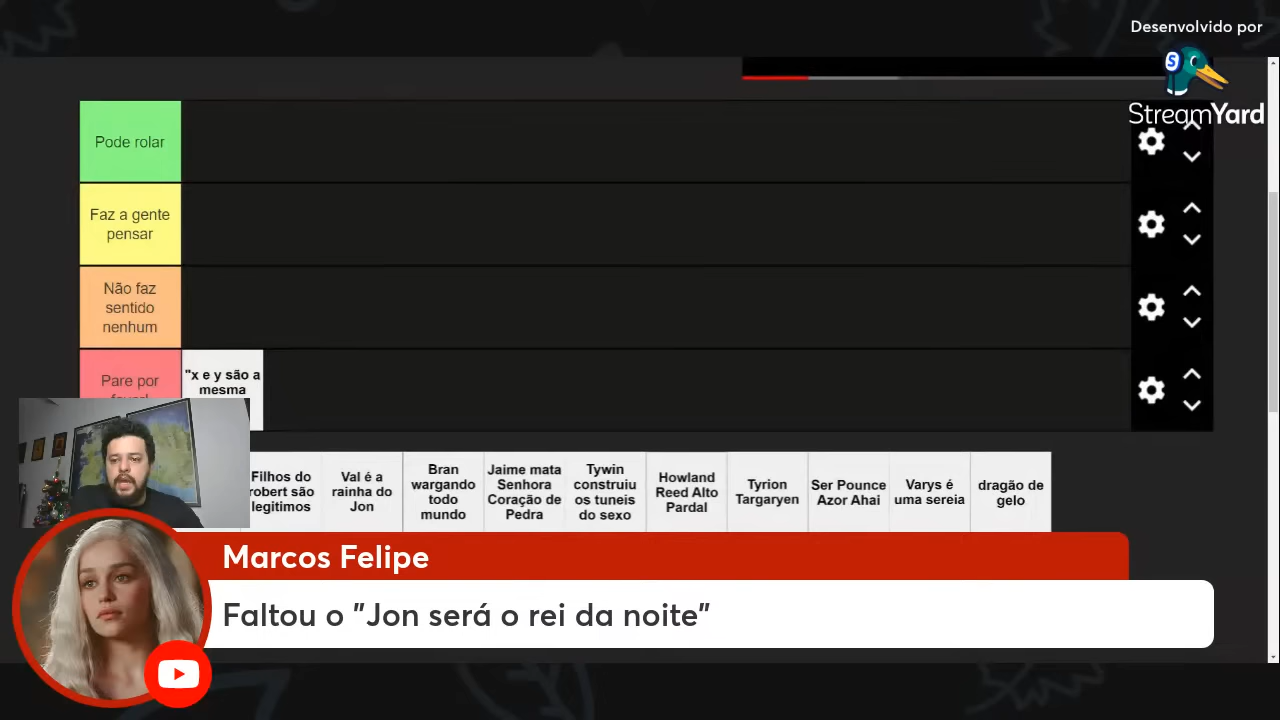 Desenvolvido por
StreamYard
Pode rolar
Faz a gente
pensar
Não faz
sentido
nenhum
Pare por
"x e y são a
mesma
Filhos do
robert são
legitimos
Val é a
rainha do
Jon
Bran
wargando
todo
mundo
Jaime mata
Senhora
Coração de
Pedra
Tywin
construiu
os tuneis
do sexo
Howland
Reed Alto
Pardal
Tyrion
Targaryen
Ser Pounce
Azor Ahai
Varys é
uma sereia
dragão de
gelo
Marcos Felipe
Faltou o "Jon será o rei da noite"